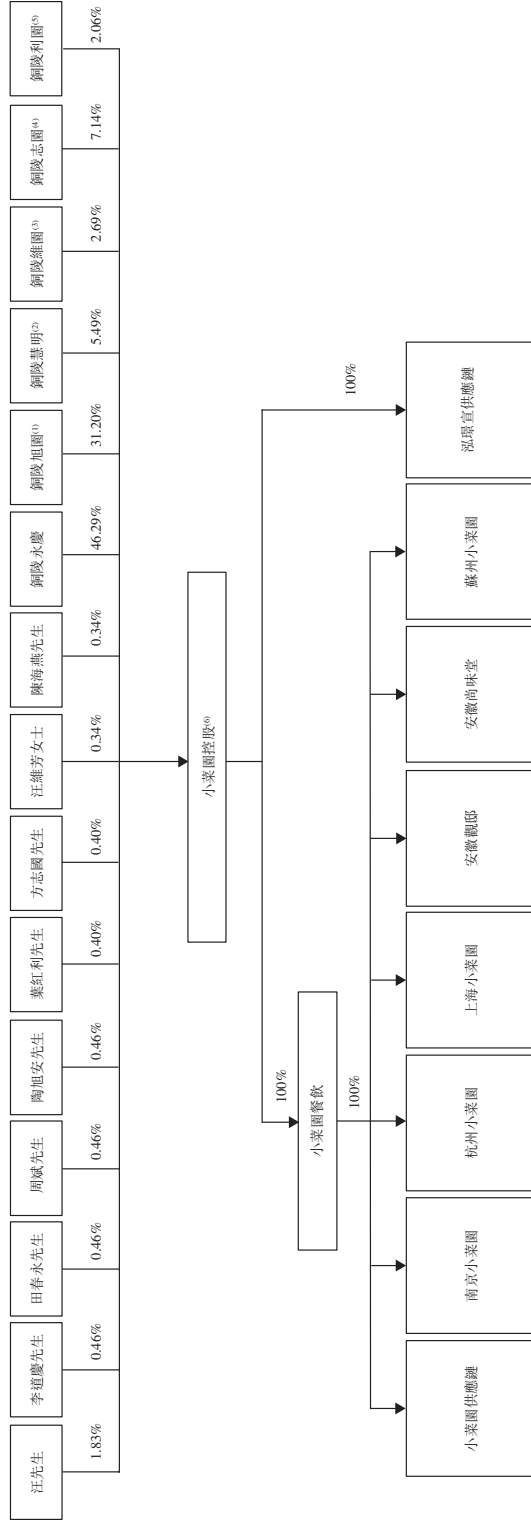 汪先生
李道慶先生
田春永先生
周斌先生
陶旭安先生
葉紅利先生
方志國先生
汪維芳女士
陳海燕先生
銅陵永慶
銅陵旭園(1)
銅陵慧明(2)
銅陵維園(3)
銅陵志園(4)
銅陵利園(5)
1.83%
0.46%
0.46%
0.46%
0.46%
0.40%
0.40%
0.34%
0.34%
46.29%
31.20%
5.49%
2.69%
7.14%
2.06%
小菜園控股(6)
100%
100%
小菜園餐飲
100%
小菜園供應鏈
南京小菜園
杭州小菜園
上海小菜園
安徽觀邸
安徽尚味堂
蘇州小菜園
泓璟宣供應鏈